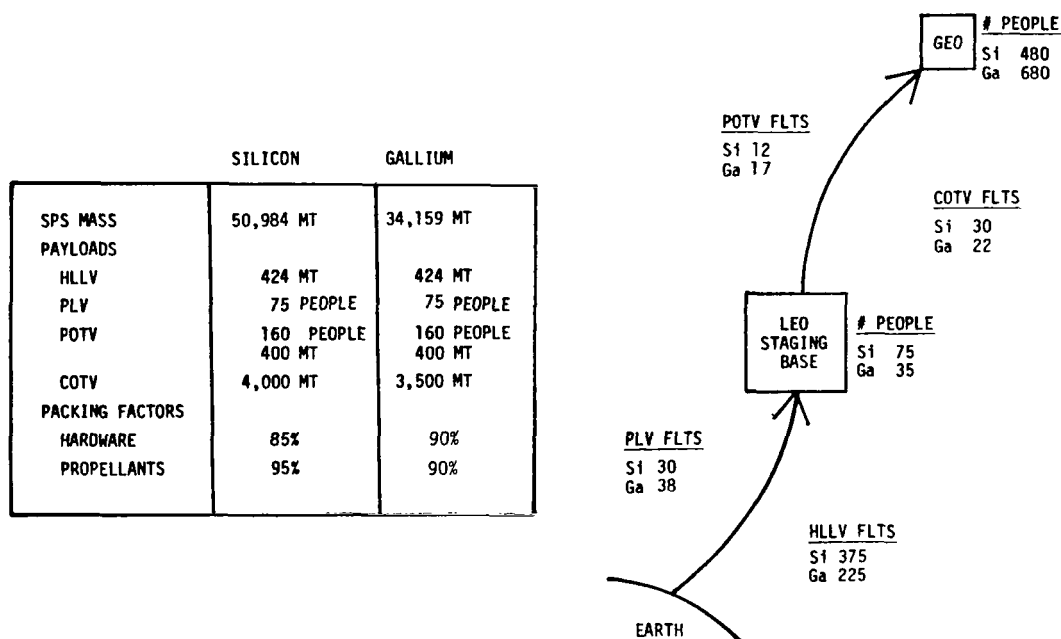 SILICON GALLIUM
SPS MASS 50,984 MT 34,159 MT
PAYLOADS
HLLV 424 MT 424 MT
PLV 75 PEOPLE 75 PEOPLE
POTV 160 PEOPLE 160 PEOPLE
400 MT 400 MT
COTV 4,000 MT 3,500 MT
PACKING FACTORS
HARDWARE 85% 90%
PROPELLANTS 95% 90%
GEO
# PEOPLE
Si 480
Ga 680
POTV FLTS
Si 12
Ga 17
COTV FLTS
Si 30
Ga 22
LEO
STAGING
BASE
# PEOPLE
Si 75
Ga 35
PLV FLTS
Si 30
Ga 38
HLLV FLTS
Si 375
Ga 225
EARTH